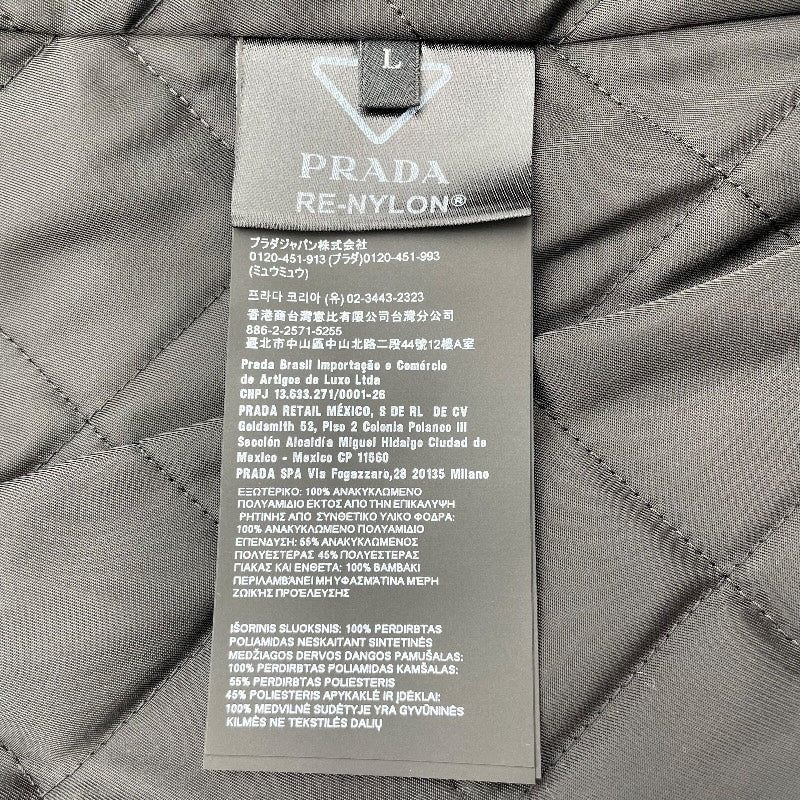 L
PRADA
RE-NYLON®
プラダジャパン株式会社
0120-451-913 (プラダ)0120-451-993
(ミュウミュウ)
프라다 코리아 (유) 02-3443-2323
香港商台灣意比有限公司台灣分公司
886-2-2571-5255
臺北市中山區中山北路二段44號12樓A室
Prada Brasil Importação e Comércio
de Artigos de Luxo Ltda
CNPJ 13.633.271/0001-26
PRADA RETAIL MÉXICO, S DE RL DE CV
Goldsmith 53, Piso 2 Colonia Polanco III
Sección Alcaldía Miguel Hidalgo Ciudad de
Mexico - Mexico CP 11560
PRADA SPA Via Fogazzaro,28 20135 Milano
ΕΞΩΤΕΡΙΚΟ: 100% ΑΝΑΚΥΚΛΩΜΕΝΟ
ΠΟΛΥΑΜΙΔΙΟ ΕΚΤΟΣ ΑΠΟ ΤΗΝ ΕΠΙΚΑΛΥΨΗ
ΡΗΤΙΝΗΣ ΑΠΟ ΣΥΝΘΕΤΙΚΟ ΥΛΙΚΟ ΦΟΔΡΑ:
100% ΑΝΑΚΥΚΛΩΜΕΝΟ ΠΟΛΥΑΜΙΔΙΟ
ΕΠΕΝΔΥΣΗ: 55% ΑΝΑΚΥΚΛΩΜΕΝΟΣ
ΠΟΛΥΕΣΤΕΡΑΣ 45% ΠΟΛΥΕΣΤΕΡΑΣ
ΓΙΑΚΑΣ ΚΑΙ ΕΝΘΕΤΑ: 100% ΒΑΜΒΑΚΙ
ΠΕΡΙΛΑΜΒΆΝΕΙ ΜΗ ΥΦΑΣΜΆΤΙΝΑ ΜΈΡΗ
ΖΩΪΚΉΣ ΠΡΟΈΛΕΥΣΗΣ
IŠORINIS SLUOKSNIS: 100% PERDIRBTAS
POLIAMIDAS NESKAITANT SINTETINĖS
MEDŽIAGOS DERVOS DANGOS PAMUŠALAS:
100% PERDIRBTAS POLIAMIDAS KAMŠALAS:
55% PERDIRBTAS POLIESTERIS
45% POLIESTERIS APYKAKLĖ IR ĮDĖKLAI:
100% MEDVILNĖ SUDĖTYJE YRA GYVŪNINĖS
KILMĖS NE TEKSTILĖS DALIŲ